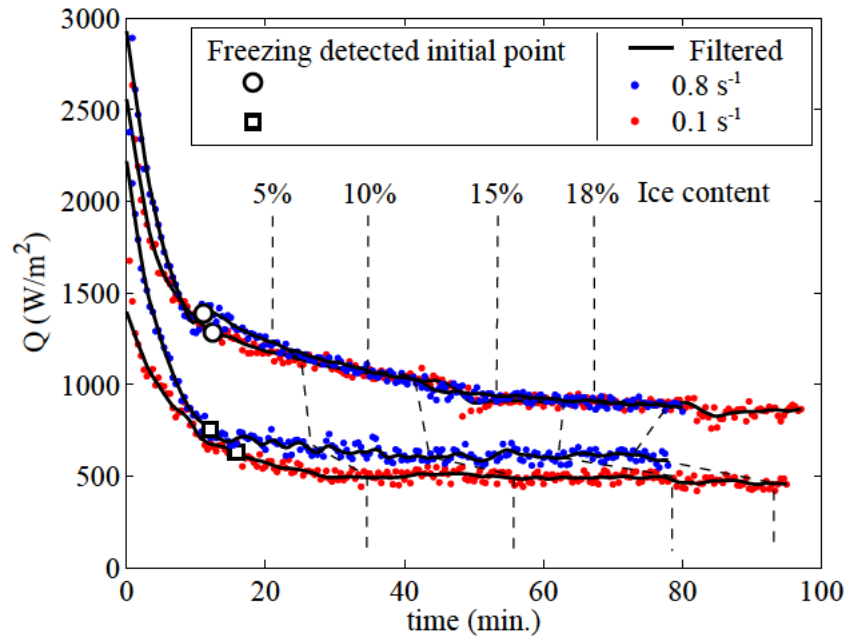 3000
2500
2000
1500
1000
500
0
Q (W/m²)
Freezing detected initial point
Filtered
0.8 s⁻¹
0.1 s⁻¹
5% 10% 15% 18% Ice content
0 20 40 60 80 100
time (min.)